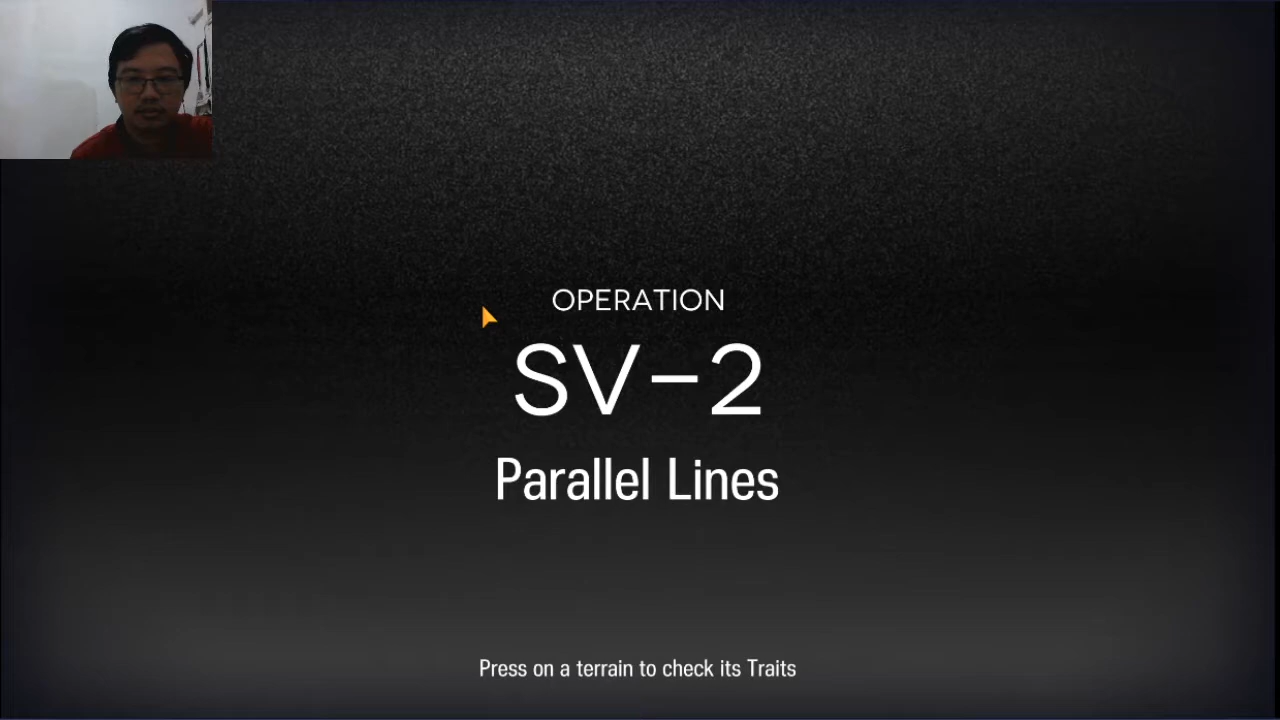 OPERATION
SV-2
Parallel Lines
Press on a terrain to check its Traits